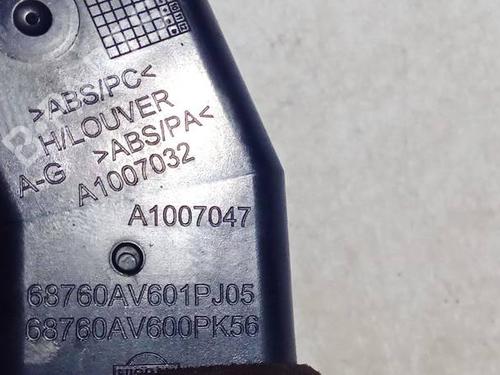 >ABS/PC<
H/LOUVER
A-G >ABS/PA<
A1007032
A1007047
68760AV601PJ05
68760AV600PK56